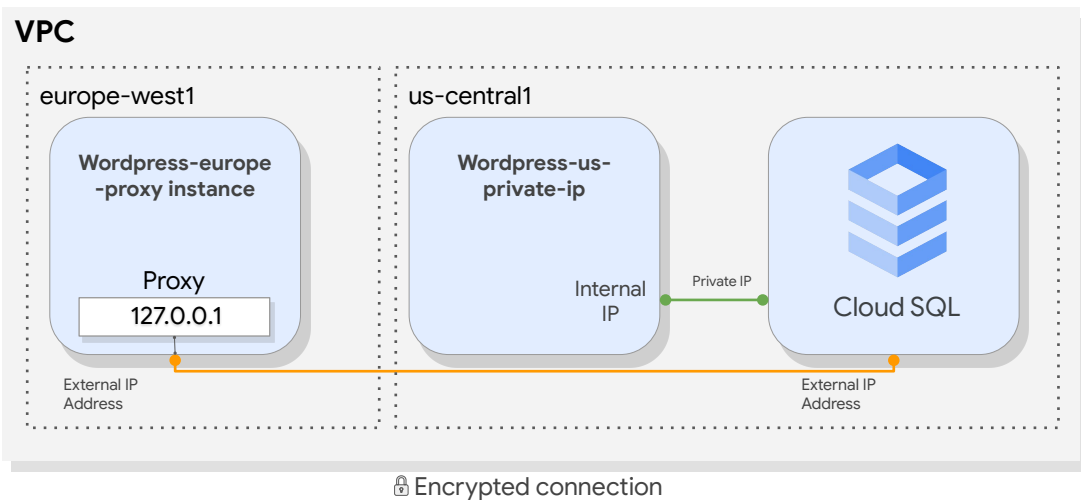 VPC
europe-west1
Wordpress-europe
-proxy instance
Proxy
127.0.0.1
External IP
Address
us-central1
Wordpress-us-
private-ip
Internal
IP
Private IP
Cloud SQL
External IP
Address
Encrypted connection